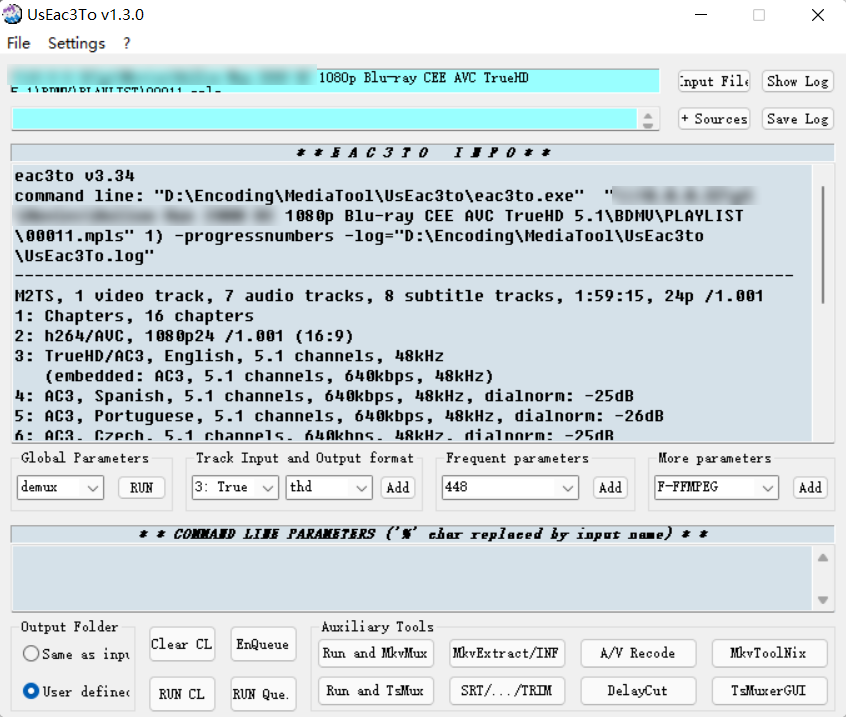 UsEac3To v1.3.0
File Settings ?
1080p Blu-ray CEE AVC TrueHD
5.1\BDMV\PLAYLIST\00011.mpls
Input File
Show Log
+ Sources
Save Log
* * E A C 3 T O I N F O * *
eac3to v3.34
command line: "D:\Encoding\MediaTool\UsEac3to\eac3to.exe" "
1080p Blu-ray CEE AVC TrueHD 5.1\BDMV\PLAYLIST
\00011.mpls" 1) -progressnumbers -log="D:\Encoding\MediaTool\UsEac3to
\UsEac3To.log"
------------------------------------------------------------------------------
M2TS, 1 video track, 7 audio tracks, 8 subtitle tracks, 1:59:15, 24p /1.001
1: Chapters, 16 chapters
2: h264/AVC, 1080p24 /1.001 (16:9)
3: TrueHD/AC3, English, 5.1 channels, 48kHz
(embedded: AC3, 5.1 channels, 640kbps, 48kHz)
4: AC3, Spanish, 5.1 channels, 640kbps, 48kHz, dialnorm: -25dB
5: AC3, Portuguese, 5.1 channels, 640kbps, 48kHz, dialnorm: -26dB
6: AC3, Czech, 5.1 channels, 640kbps, 48kHz, dialnorm: -25dB
Global Parameters
demux
RUN
Track Input and Output format
3: True
thd
Add
Frequent parameters
448
Add
More parameters
F-FFMPEG
Add
* * COMMAND LINE PARAMETERS ('%' char replaced by input name) * *
Output Folder
Same as inpu
User defined
Clear CL
EnQueue
RUN CL
RUN Que.
Auxiliary Tools
Run and MkvMux
MkvExtract/INF
A/V Recode
MkvToolNix
Run and TsMux
SRT/.../TRIM
DelayCut
TsMuxerGUI